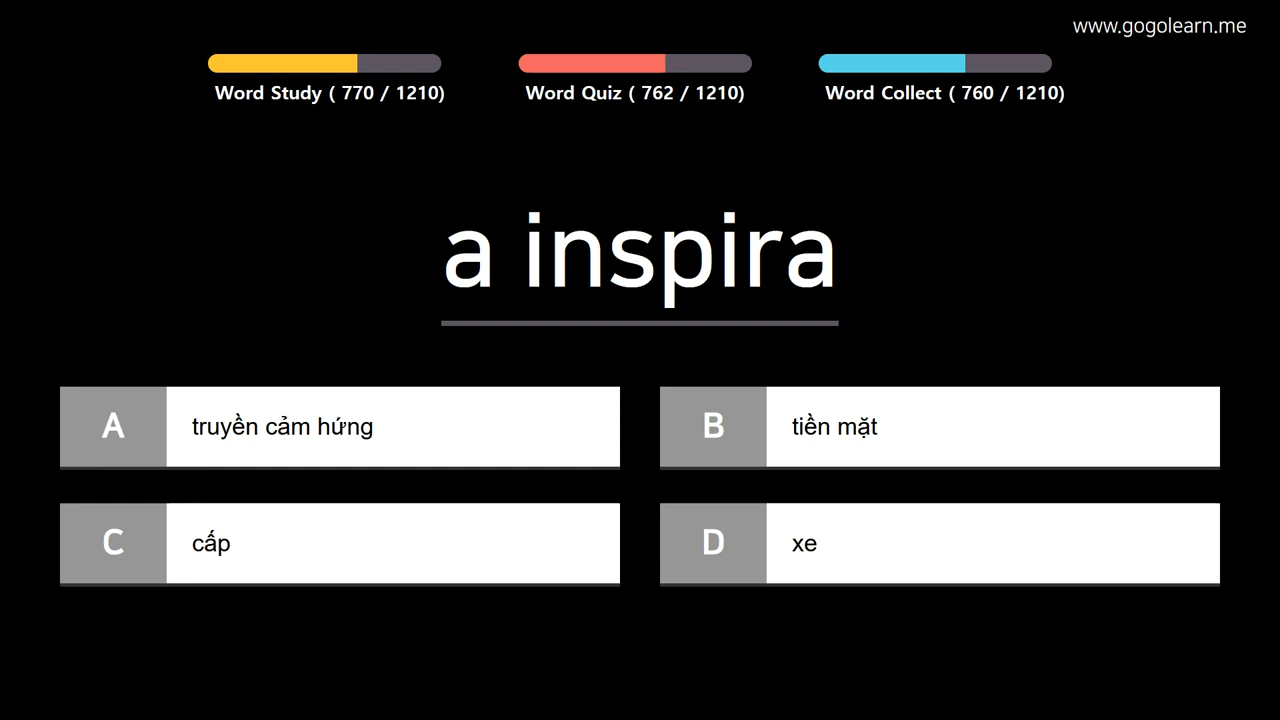 www.gogolearn.me
Word Study ( 770 / 1210)
Word Quiz ( 762 / 1210)
Word Collect ( 760 / 1210)
a inspira
A
truyền cảm hứng
B
tiền mặt
C
cấp
D
xe